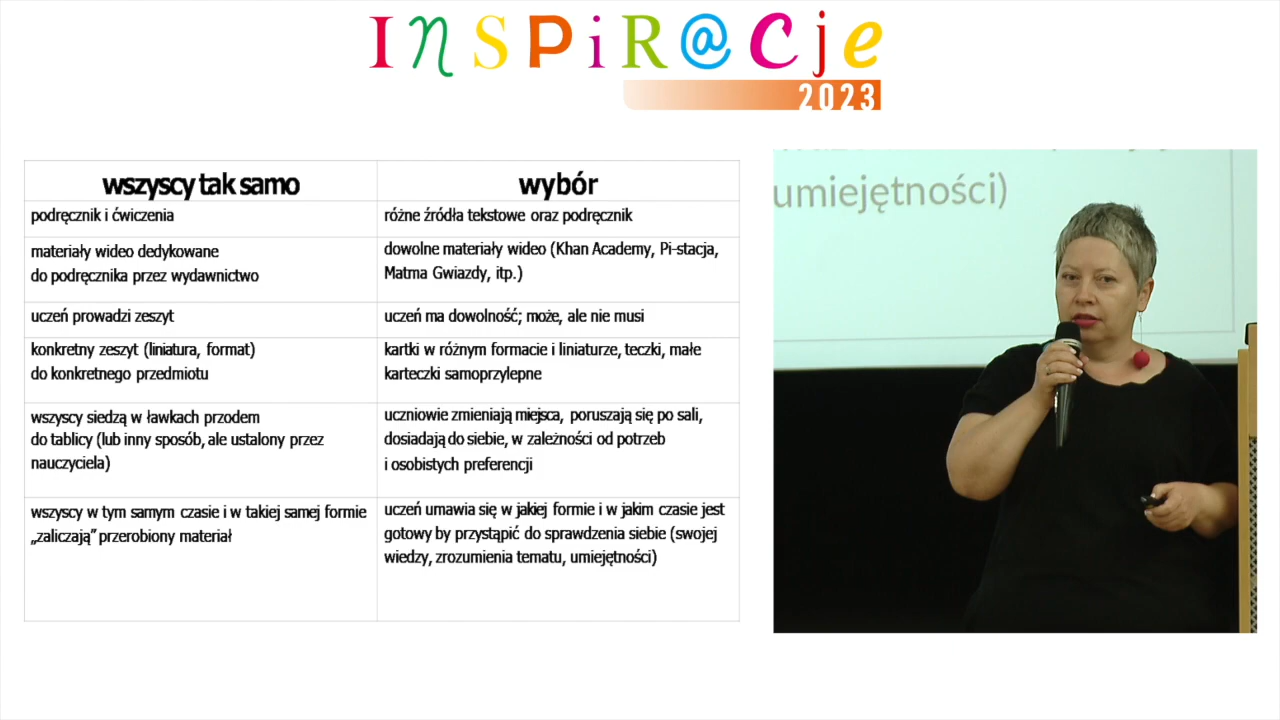 INSPiR@cje
2023
wszyscy tak samo
wybór
podręcznik i ćwiczenia
różne źródła tekstowe oraz podręcznik
materiały wideo dedykowane
do podręcznika przez wydawnictwo
dowolne materiały wideo (Khan Academy, Pi-stacja,
Matma Gwiazdy, itp.)
uczeń prowadzi zeszyt
uczeń ma dowolność; może, ale nie musi
konkretny zeszyt (liniatura, format)
do konkretnego przedmiotu
kartki w różnym formacie i liniaturze, teczki, małe
karteczki samoprzylepne
wszyscy siedzą w ławkach przodem
do tablicy (lub inny sposób, ale ustalony przez
nauczyciela)
uczniowie zmieniają miejsca, poruszają się po sali,
dosiadają do siebie, w zależności od potrzeb
i osobistych preferencji
wszyscy w tym samym czasie i w takiej samej formie
„zaliczają” przerobiony materiał
uczeń umawia się w jakiej formie i w jakim czasie jest
gotowy by przystąpić do sprawdzenia siebie (swojej
wiedzy, zrozumienia tematu, umiejętności)
umiejętności)